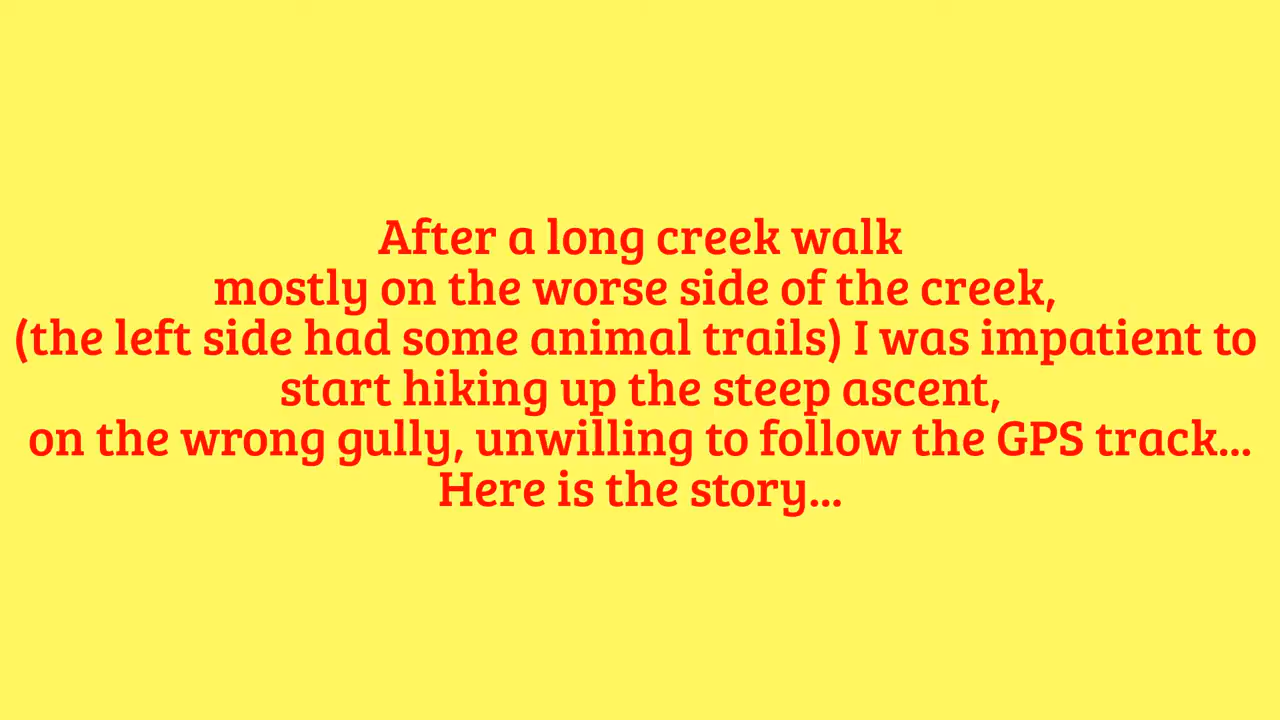 After a long creek walk
mostly on the worse side of the creek,
(the left side had some animal trails) I was impatient to
start hiking up the steep ascent,
on the wrong gully, unwilling to follow the GPS track...
Here is the story...